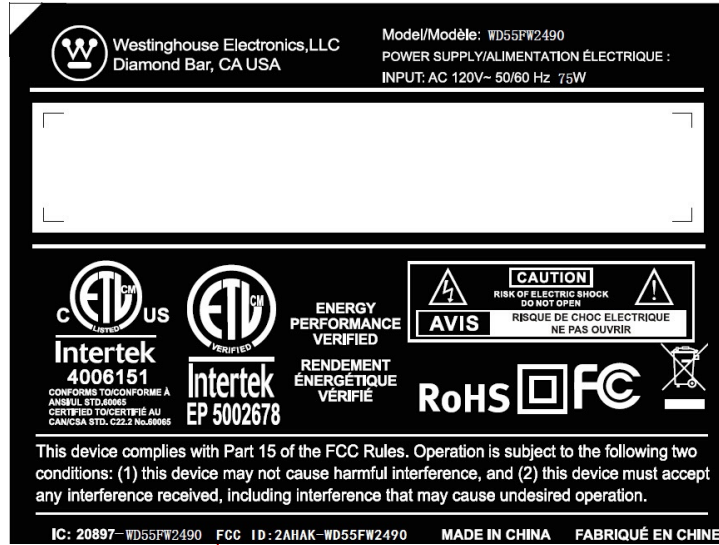 Westinghouse Electronics,LLC
Diamond Bar, CA USA
Model/Modèle: WD55FW2490
POWER SUPPLY/ALIMENTATION ÉLECTRIQUE :
INPUT: AC 120V~ 50/60 Hz 75W
C ETL CM US
LISTED
Intertek
4006151
CONFORMS TO/CONFORME À
ANSI/UL STD.60065
CERTIFIED TO/CERTIFIÉ AU
CAN/CSA STD. C22.2 No.60065
ETL CM
VERIFIED
Intertek
EP 5002678
ENERGY
PERFORMANCE
VERIFIED
RENDEMENT
ÉNERGÉTIQUE
VÉRIFIÉ
CAUTION
RISK OF ELECTRIC SHOCK
DO NOT OPEN
AVIS
RISQUE DE CHOC ELECTRIQUE
NE PAS OUVRIR
RoHS FC
This device complies with Part 15 of the FCC Rules. Operation is subject to the following two
conditions: (1) this device may not cause harmful interference, and (2) this device must accept
any interference received, including interference that may cause undesired operation.
IC: 20897-WD55FW2490 FCC ID:2AHAK-WD55FW2490 MADE IN CHINA FABRIQUÉ EN CHINE